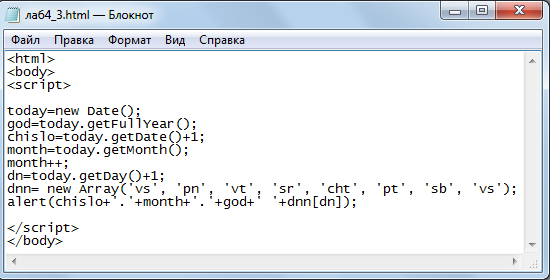 ла64_3.html — Блокнот
Файл Правка Формат Вид Справка
<html>
<body>
<script>
today=new Date();
god=today.getFullYear();
chislo=today.getDate()+1;
month=today.getMonth();
month++;
dn=today.getDay()+1;
dnn= new Array('vs', 'pn', 'vt', 'sr', 'cht', 'pt', 'sb', 'vs');
alert(chislo+'.'+month+'.'+god+' '+dnn[dn]);
</script>
</body>